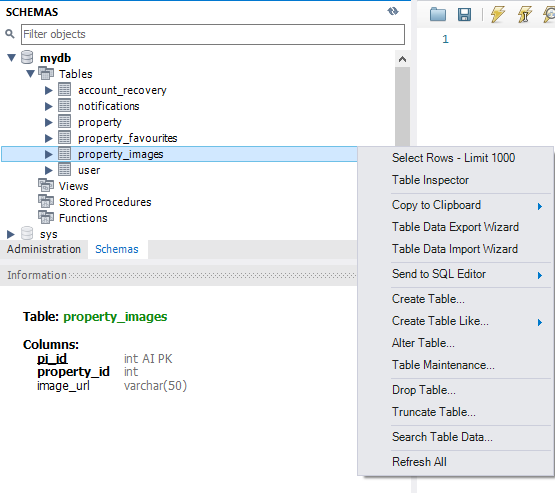 SCHEMAS
Filter objects
mydb
Tables
account_recovery
notifications
property
property_favourites
property_images
user
Views
Stored Procedures
Functions
sys
Administration Schemas
Information
Table: property_images
Columns:
pi_id int AI PK
property_id int
image_url varchar(50)
1
Select Rows - Limit 1000
Table Inspector
Copy to Clipboard
Table Data Export Wizard
Table Data Import Wizard
Send to SQL Editor
Create Table...
Create Table Like...
Alter Table...
Table Maintenance...
Drop Table...
Truncate Table...
Search Table Data...
Refresh All